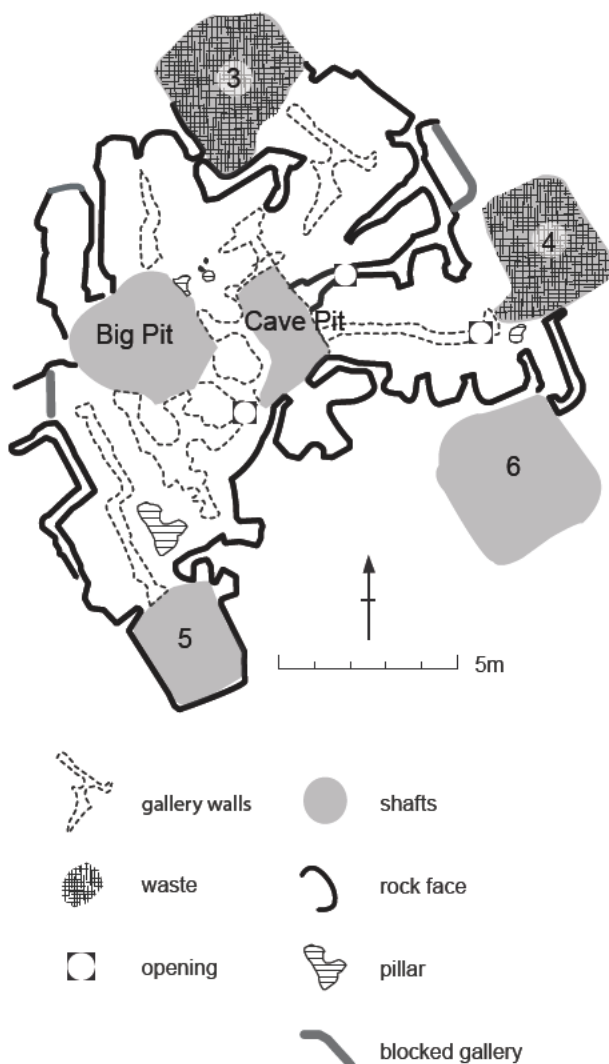 3
4
Big Pit
Cave Pit
6
5
5m
gallery walls
shafts
waste
rock face
opening
pillar
blocked gallery